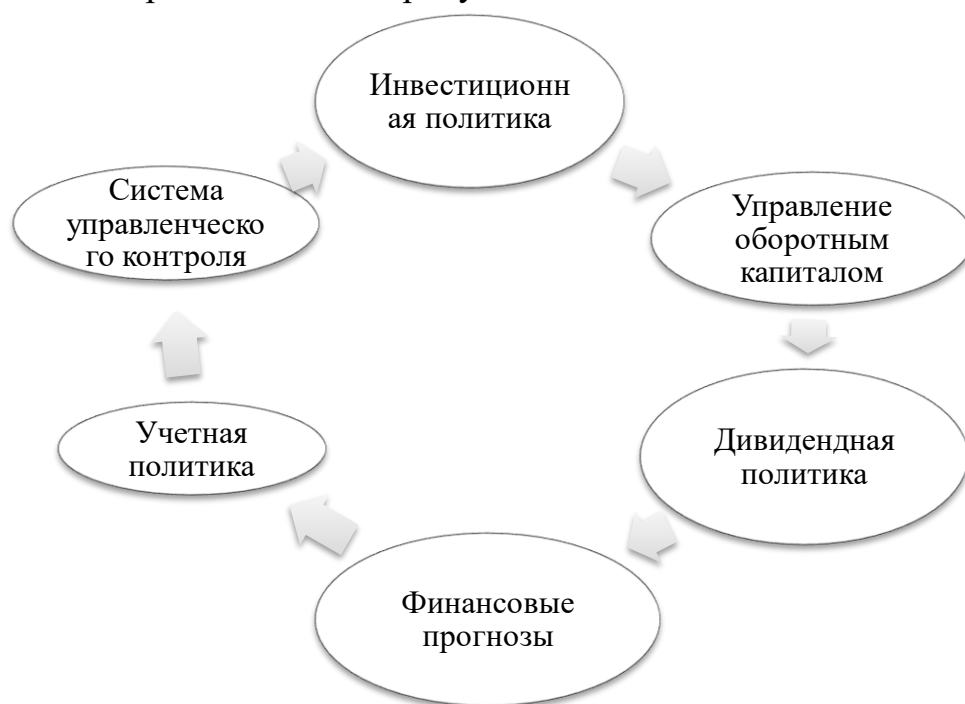 Инвестиционн
ая политика
Управление
оборотным
капиталом
Дивидендная
политика
Финансовые
прогнозы
Учетная
политика
Система
управленческо
го контроля